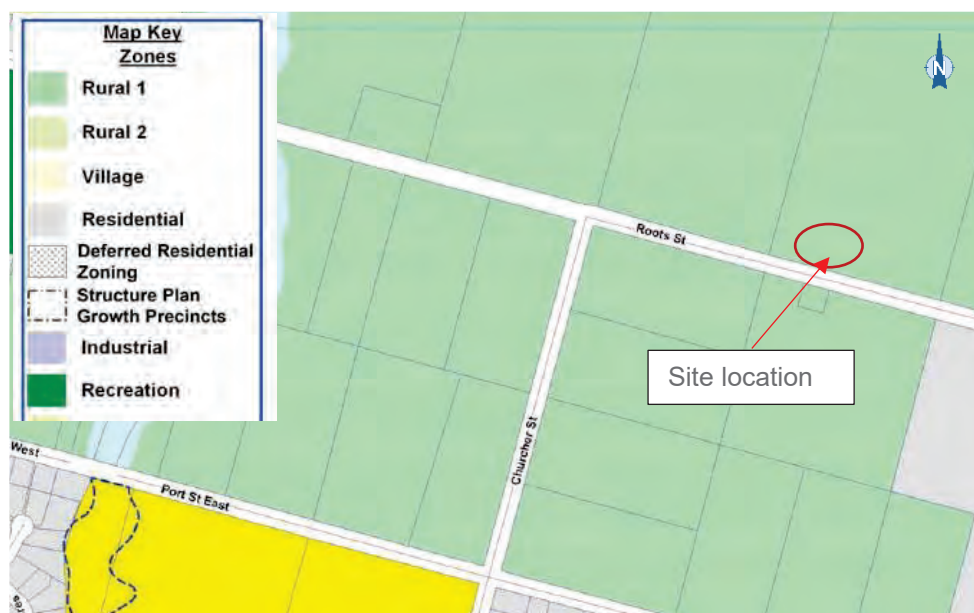 Map Key
Zones
Rural 1
Rural 2
Village
Residential
Deferred Residential
Zoning
Structure Plan
Growth Precincts
Industrial
Recreation
N
Roots St
Site location
Churcher St
West
Port St East